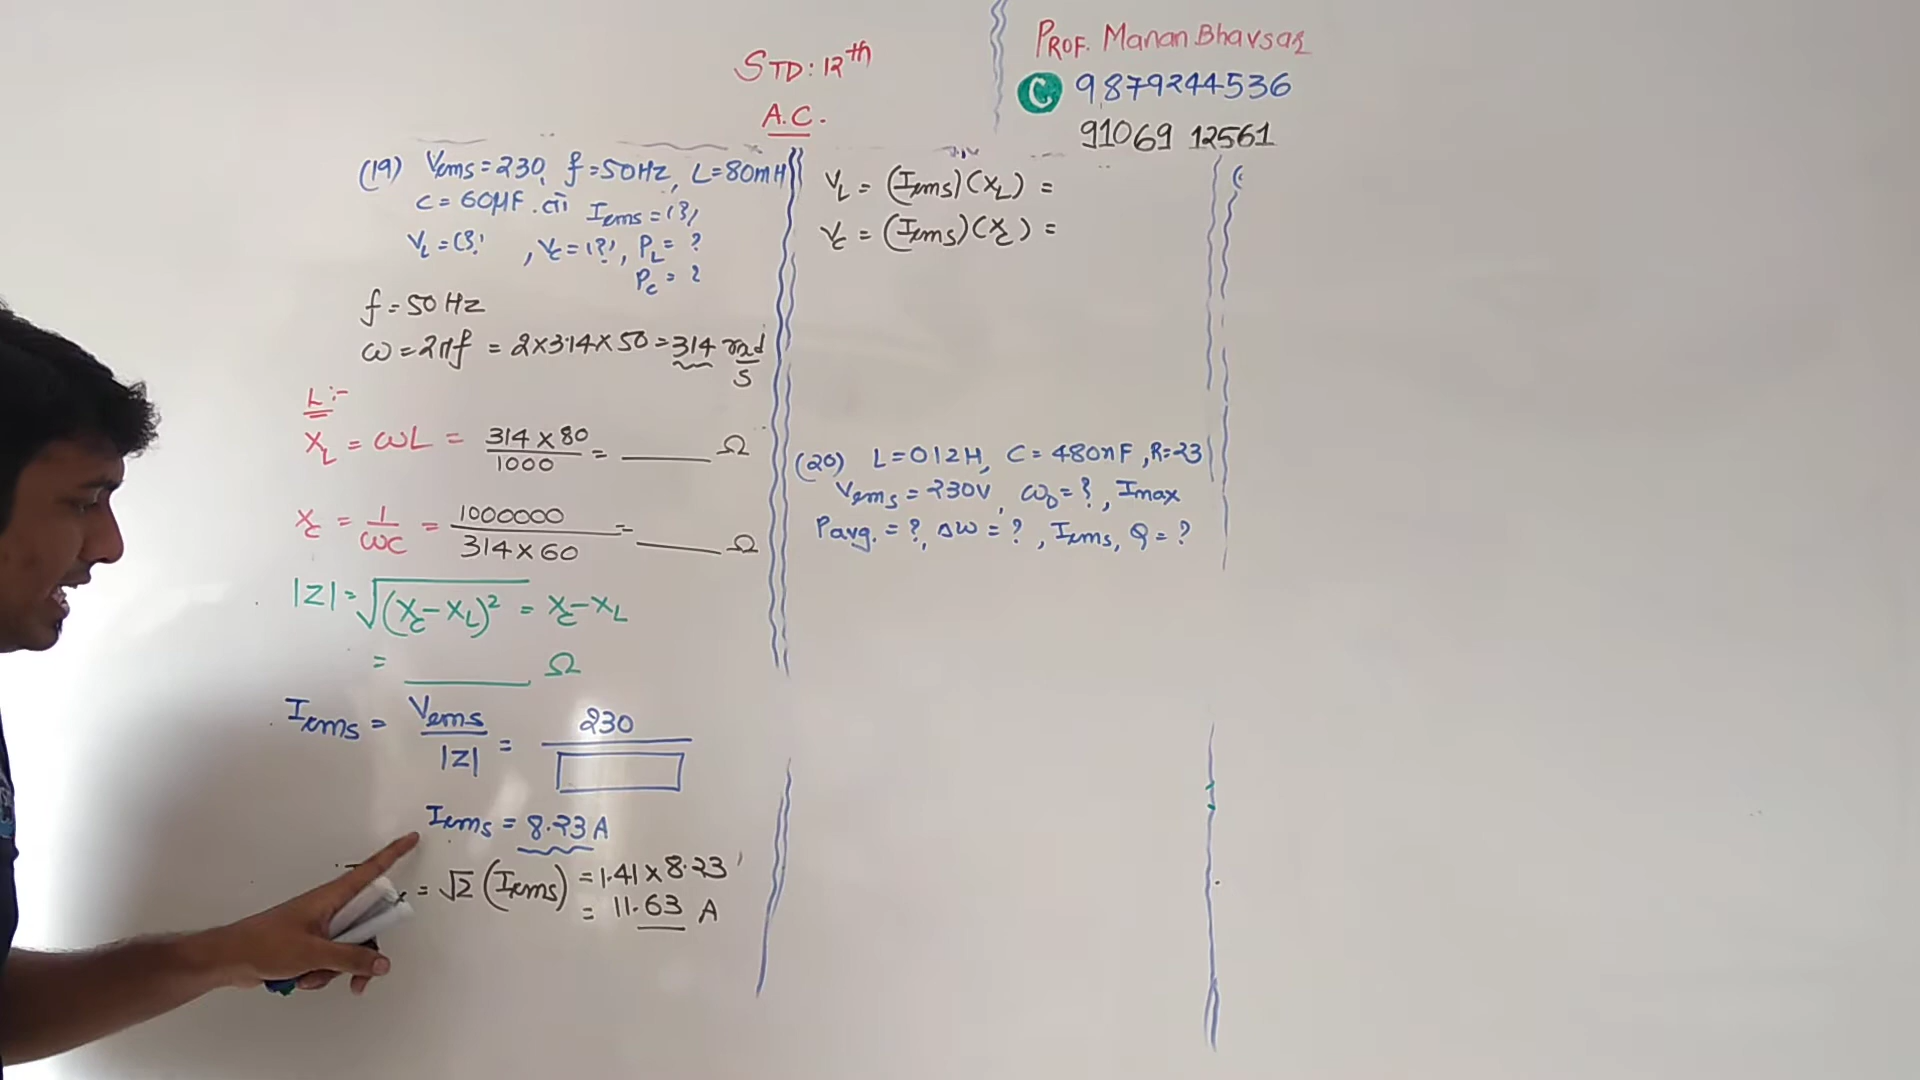 STD: 12th
A.C.
PROF. Manan Bhavsar
C 9879244536
91069 12561
(19) Vrms = 230, f = 50Hz, L = 80mH
C = 60μF. (i) Irms = (?)
VL = (?) , VC = (?), PL = ?
PC = ?
f = 50 Hz
ω = 2πf = 2×3.14×50 = 314 rad/s
L :-
XL = ωL = 314 × 80 / 1000 = ____ Ω
XC = 1/ωC = 1000000 / 314 × 60 = ____ Ω
|Z| = √(XC - XL)² = XC - XL
= ____ Ω
Irms = Vrms / |Z| = 230 /
Irms = 8.23 A
= √2 (Irms) = 1.41 × 8.23
= 11.63 A
VL = (Irms) (XL) =
VC = (Irms) (XC) =
(20) L = 0.12H, C = 480nF, R = 23
Vrms = 230V, ω0 = ?, Imax
Pavg. = ?, Δω = ?, Irms, Q = ?
(